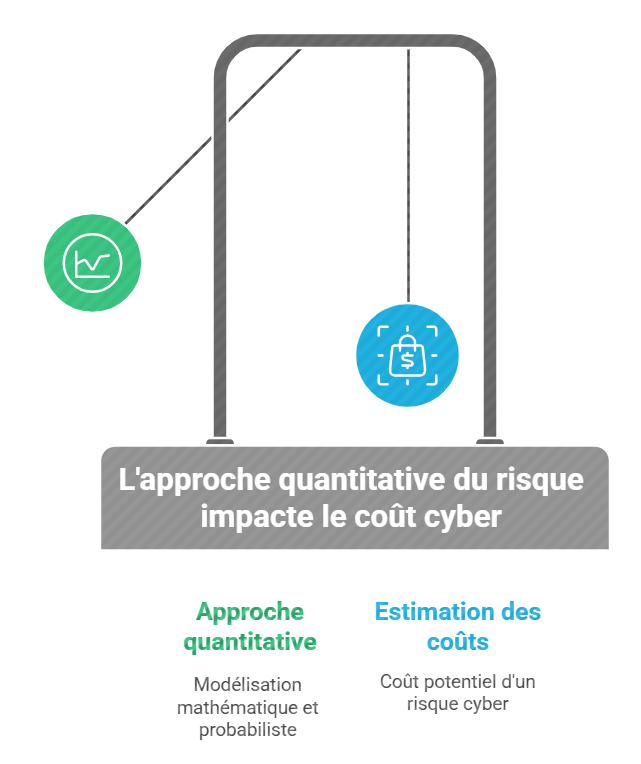 $
L'approche quantitative du risque
impacte le coût cyber
Approche
quantitative
Modélisation
mathématique et
probabiliste
Estimation des
coûts
Coût potentiel d'un
risque cyber